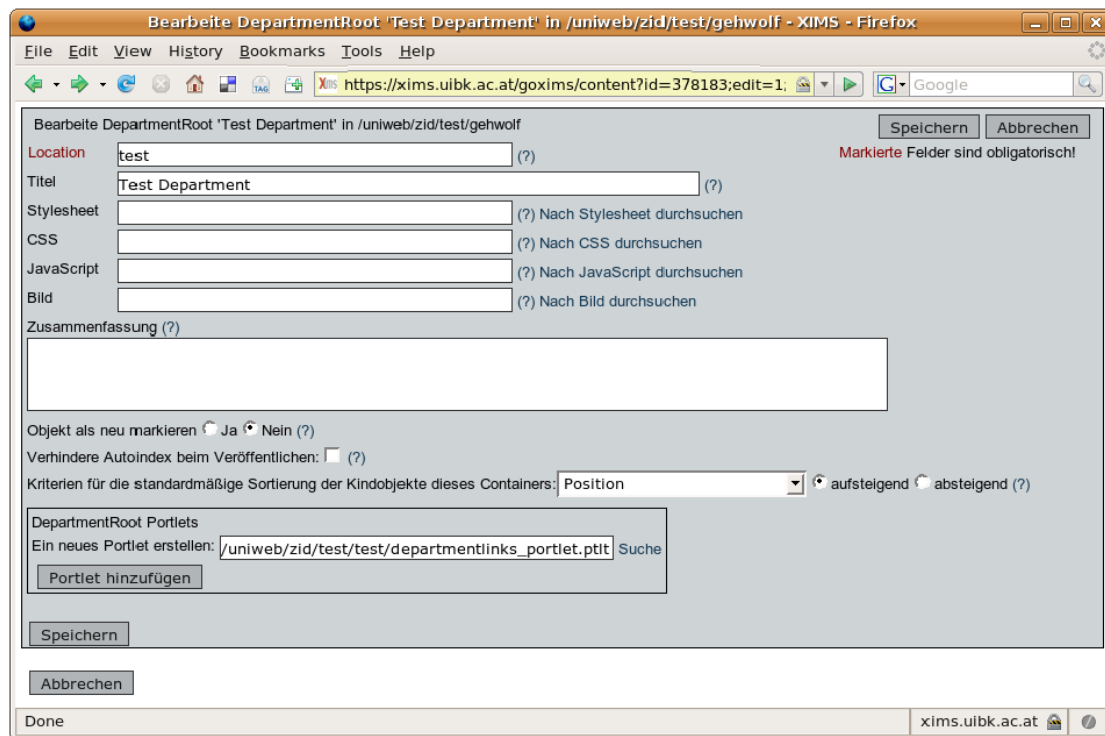 Bearbeite DepartmentRoot 'Test Department' in /uniweb/zid/test/gehwolf - XIMS - Firefox
File Edit View History Bookmarks Tools Help
TAG Xims https://xims.uibk.ac.at/goxims/content?id=378183;edit=1; G Google
Bearbeite DepartmentRoot 'Test Department' in /uniweb/zid/test/gehwolf Speichern Abbrechen
Location test (?) Markierte Felder sind obligatorisch!
Titel Test Department (?)
Stylesheet (?) Nach Stylesheet durchsuchen
CSS (?) Nach CSS durchsuchen
JavaScript (?) Nach JavaScript durchsuchen
Bild (?) Nach Bild durchsuchen
Zusammenfassung (?)
Objekt als neu markieren Ja Nein (?)
Verhindere Autoindex beim Veröffentlichen: (?)
Kriterien für die standardmäßige Sortierung der Kindobjekte dieses Containers: Position aufsteigend absteigend (?)
DepartmentRoot Portlets
Ein neues Portlet erstellen: /uniweb/zid/test/test/departmentlinks_portlet.ptlt Suche
Portlet hinzufügen
Speichern
Abbrechen
Done xims.uibk.ac.at